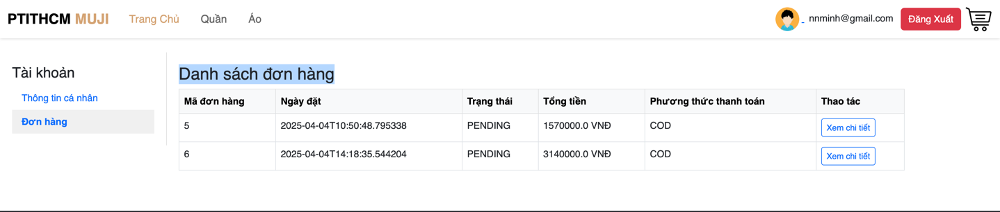 PTITHCM MUJI Trang Chủ Quần Áo nnminh@gmail.com Đăng Xuất
Tài khoản
Thông tin cá nhân
Đơn hàng
Danh sách đơn hàng
Mã đơn hàng Ngày đặt Trạng thái Tổng tiền Phương thức thanh toán Thao tác
5 2025-04-04T10:50:48.795338 PENDING 1570000.0 VNĐ COD Xem chi tiết
6 2025-04-04T14:18:35.544204 PENDING 3140000.0 VNĐ COD Xem chi tiết